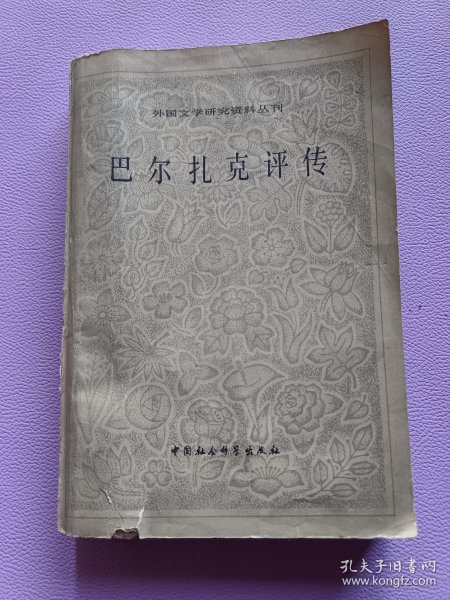 外国文学研究资料丛刊
巴尔扎克评传
中国社会科学出版社
孔夫子旧书网
www.kongfz.com